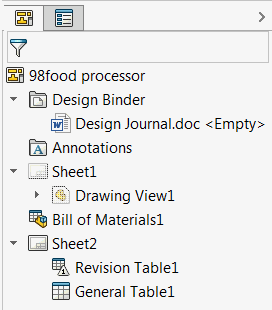 98food processor
Design Binder
Design Journal.doc <Empty>
Annotations
Sheet1
Drawing View1
Bill of Materials1
Sheet2
Revision Table1
General Table1